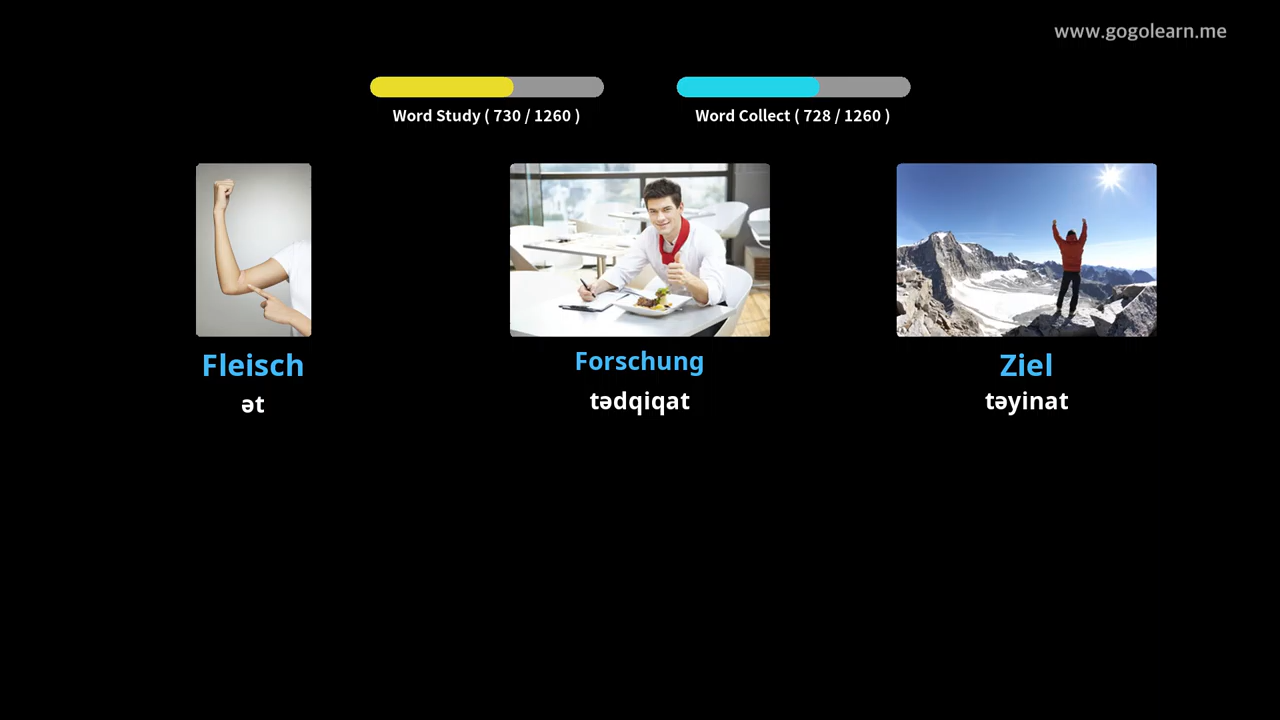 www.gogolearn.me
Word Study ( 730 / 1260 )
Word Collect ( 728 / 1260 )
Fleisch
Forschung
Ziel
ət
tədqiqat
təyinat